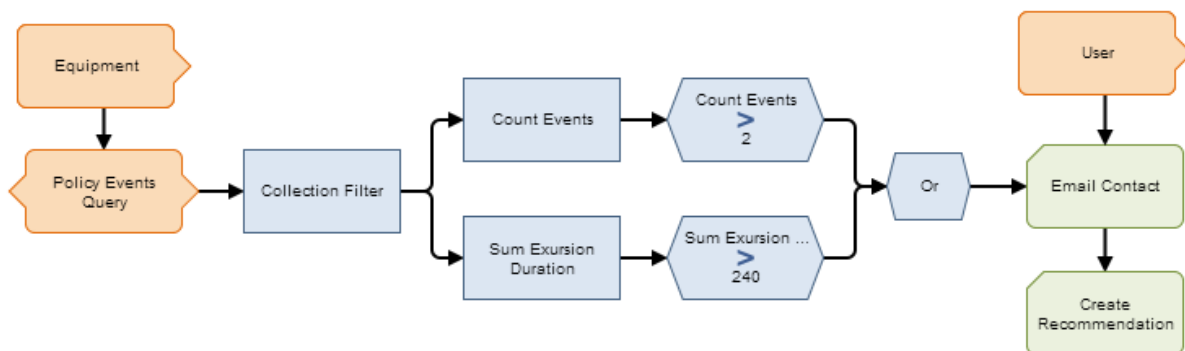 Equipment
Policy Events
Query
Collection Filter
Count Events
Sum Exursion
Duration
Count Events
>
2
Sum Exursion ...
>
240
Or
User
Email Contact
Create
Recommendation